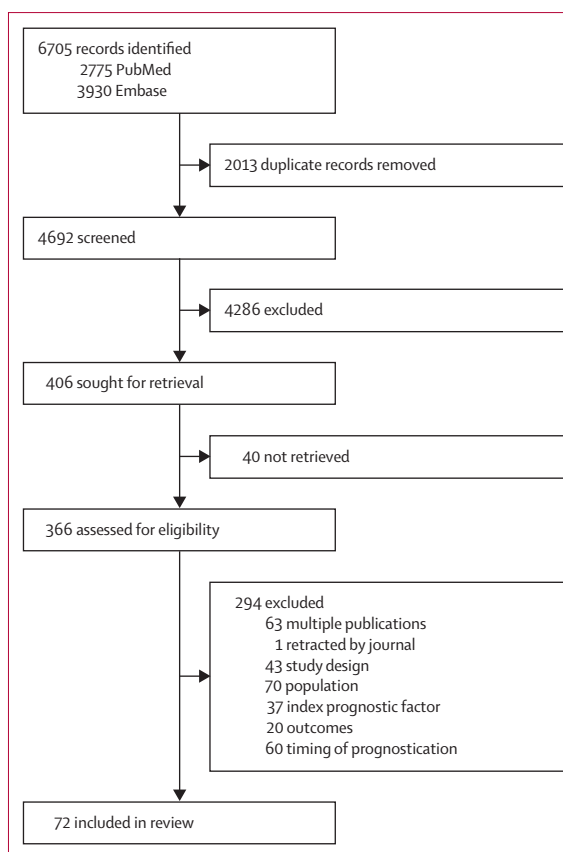 6705 records identified
2775 PubMed
3930 Embase
2013 duplicate records removed
4692 screened
4286 excluded
406 sought for retrieval
40 not retrieved
366 assessed for eligibility
294 excluded
63 multiple publications
1 retracted by journal
43 study design
70 population
37 index prognostic factor
20 outcomes
60 timing of prognostication
72 included in review